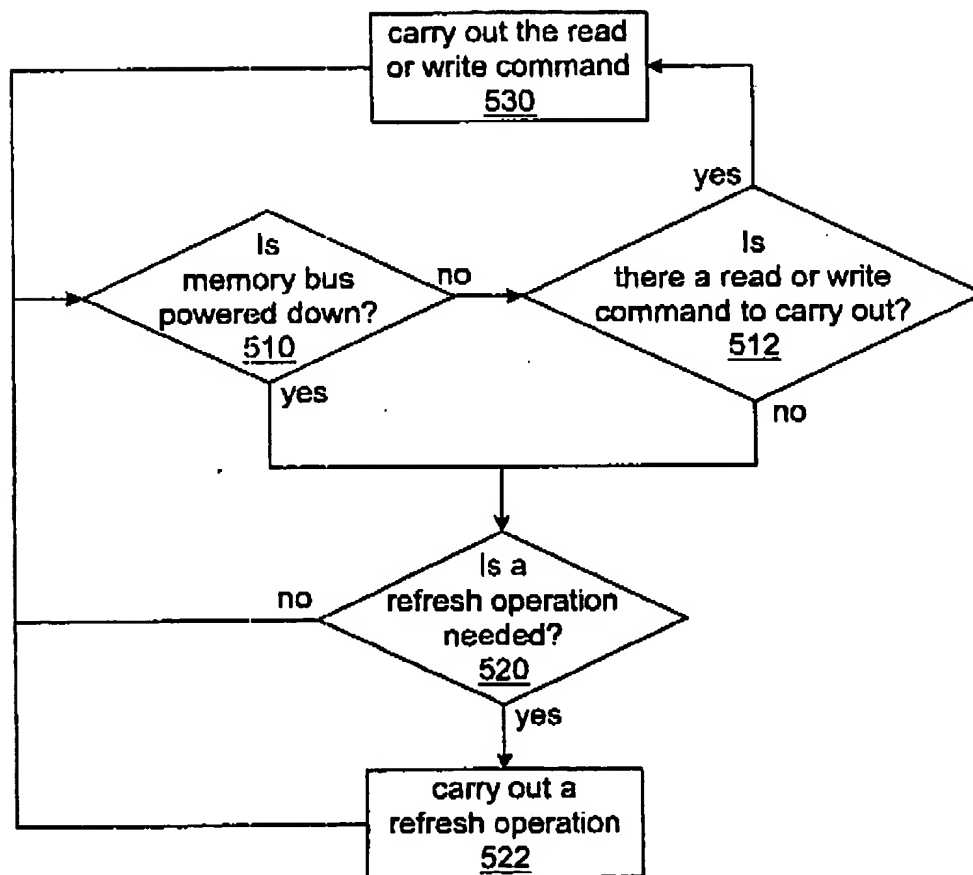 carry out the read
or write command
530
yes
Is
memory bus
powered down?
510
no
Is
there a read or write
command to carry out?
512
yes
no
Is a
refresh operation
needed?
520
no
yes
carry out a
refresh operation
522